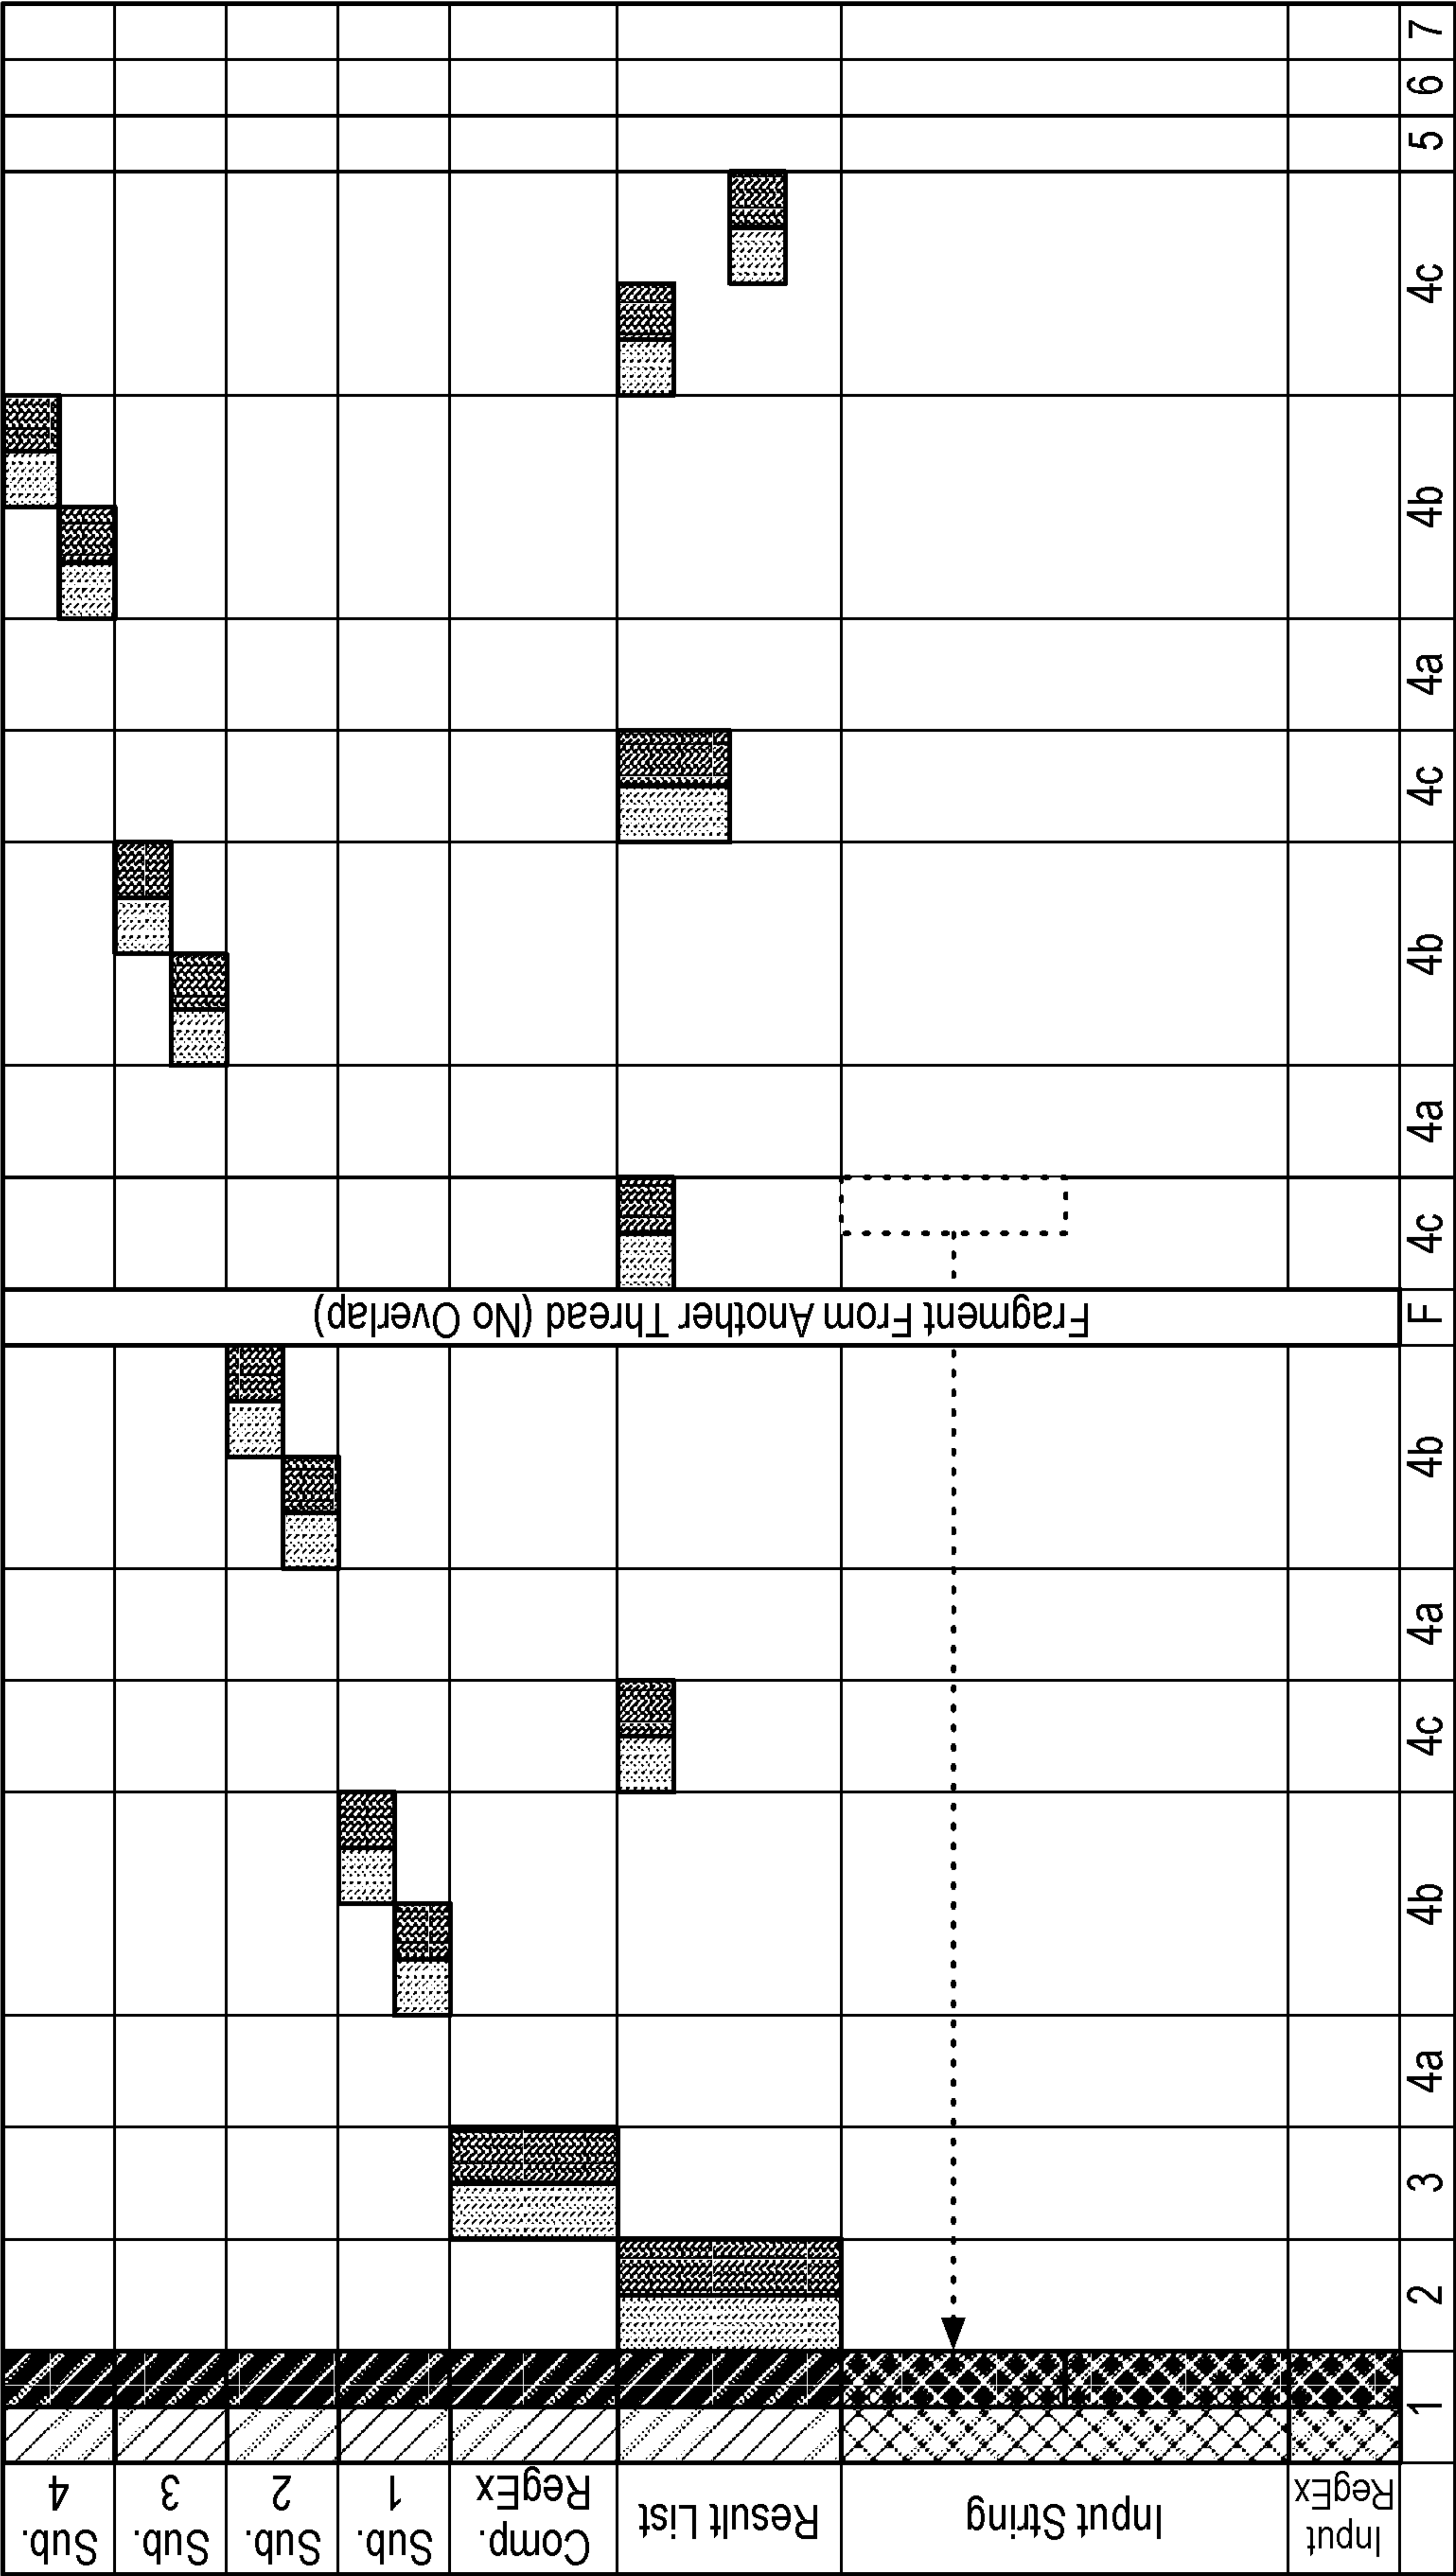 Input
RegEx
Input String
Result List
Comp.
RegEx
Sub.
1
Sub.
2
Sub.
3
Sub.
4
1
2
3
4a
4b
4c
4a
4b
F
Fragment From Another Thread (No Overlap)
4c
4a
4b
4c
4a
4b
4c
5
6
7